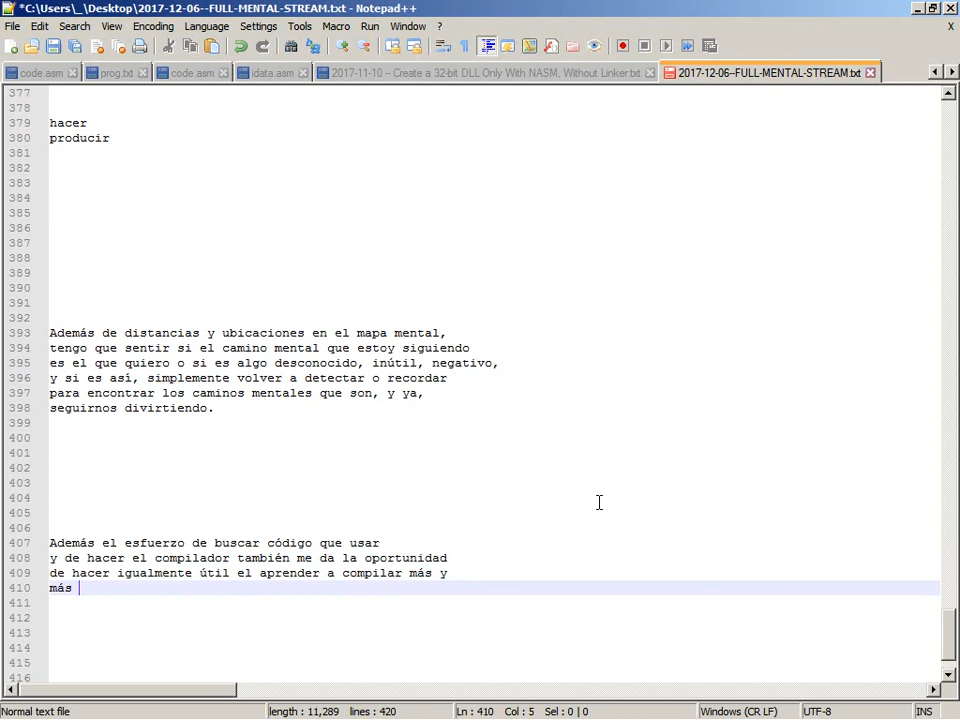 *C:\Users\_\Desktop\2017-12-06--FULL-MENTAL-STREAM.txt - Notepad++
File Edit Search View Encoding Language Settings Tools Macro Run Window ? X
code.asm prog.txt code.asm idata.asm 2017-11-10 -- Create a 32-bit DLL Only With NASM, Without Linker.txt 2017-12-06--FULL-MENTAL-STREAM.txt
377
378
379 hacer
380 producir
381
382
383
384
385
386
387
388
389
390
391
392
393 Además de distancias y ubicaciones en el mapa mental,
394 tengo que sentir si el camino mental que estoy siguiendo
395 es el que quiero o si es algo desconocido, inútil, negativo,
396 y si es así, simplemente volver a detectar o recordar
397 para encontrar los caminos mentales que son, y ya,
398 seguirnos divirtiendo.
399
400
401
402
403
404
405
406
407 Además el esfuerzo de buscar código que usar
408 y de hacer el compilador también me da la oportunidad
409 de hacer igualmente útil el aprender a compilar más y
410 más
411
412
413
414
415
416
Normal text file length : 11,289 lines : 420 Ln : 410 Col : 5 Sel : 0 | 0 Windows (CR LF) UTF-8 INS